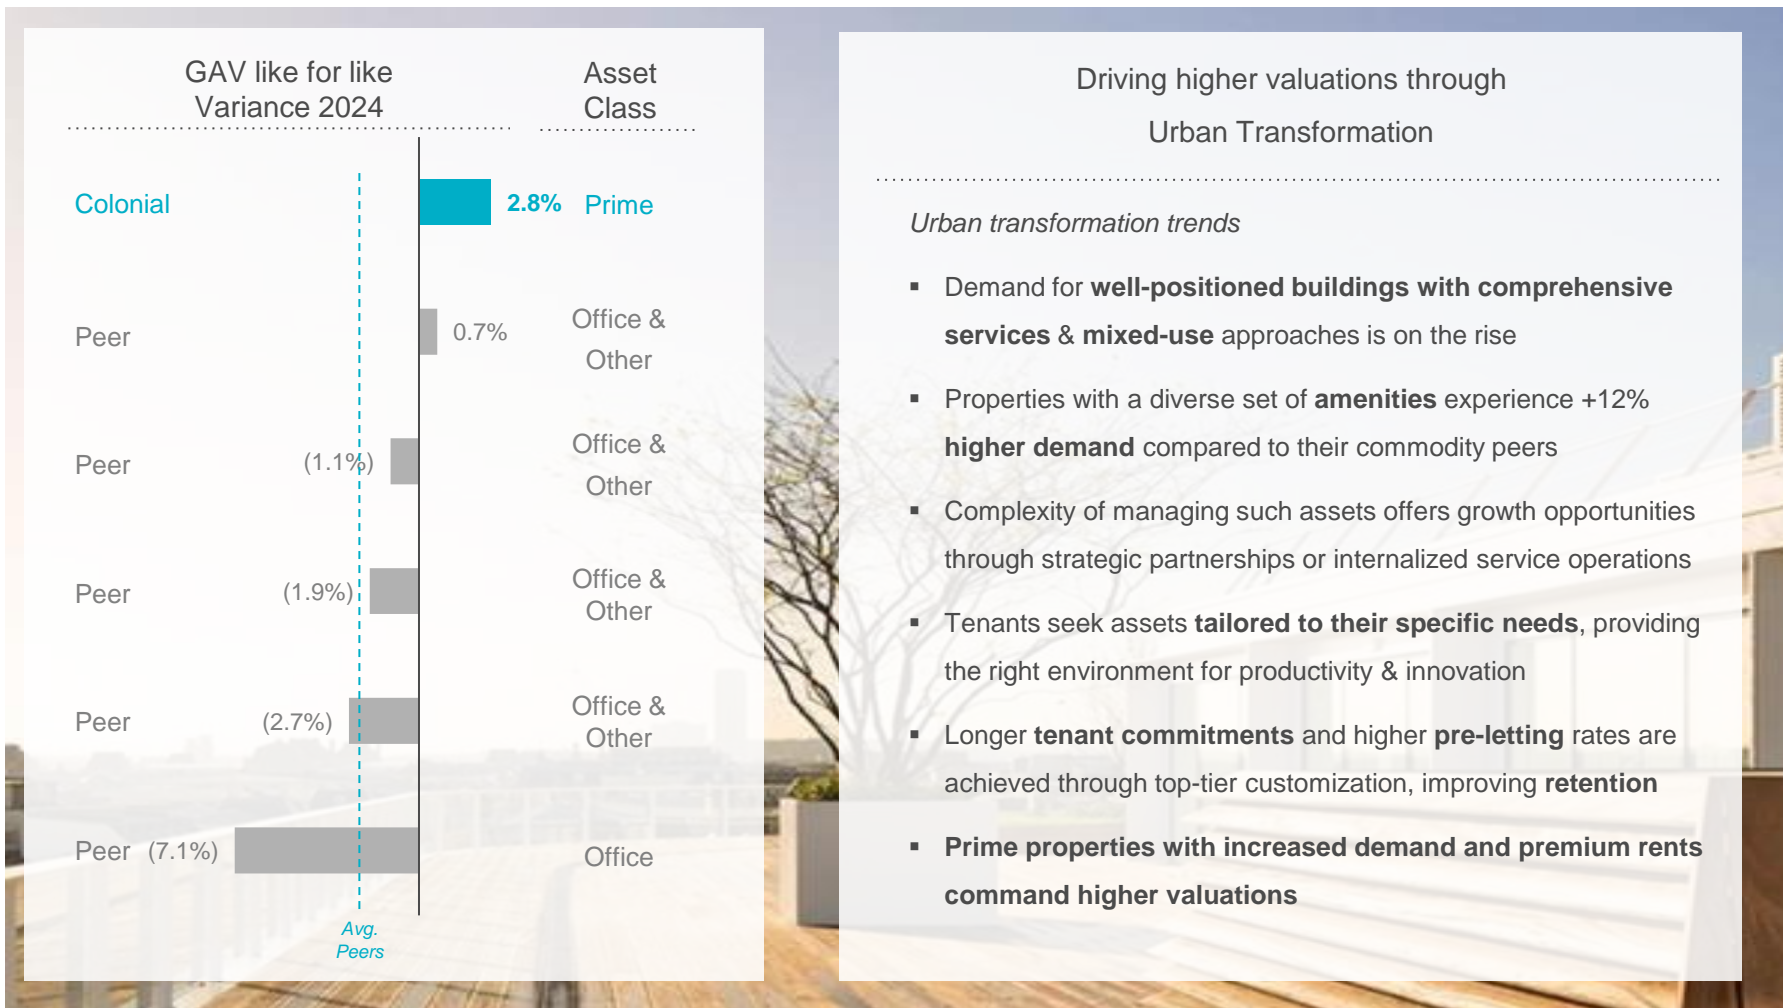 GAV like for like
Variance 2024
Asset
Class
Colonial
2.8%
Prime
Peer
0.7%
Office &
Other
Peer
(1.1%)
Office &
Other
Peer
(1.9%)
Office &
Other
Peer
(2.7%)
Office &
Other
Peer
(7.1%)
Office
Avg.
Peers
Driving higher valuations through
Urban Transformation
Urban transformation trends
▪ Demand for well-positioned buildings with comprehensive
services & mixed-use approaches is on the rise
▪ Properties with a diverse set of amenities experience +12%
higher demand compared to their commodity peers
▪ Complexity of managing such assets offers growth opportunities
through strategic partnerships or internalized service operations
▪ Tenants seek assets tailored to their specific needs, providing
the right environment for productivity & innovation
▪ Longer tenant commitments and higher pre-letting rates are
achieved through top-tier customization, improving retention
▪ Prime properties with increased demand and premium rents
command higher valuations